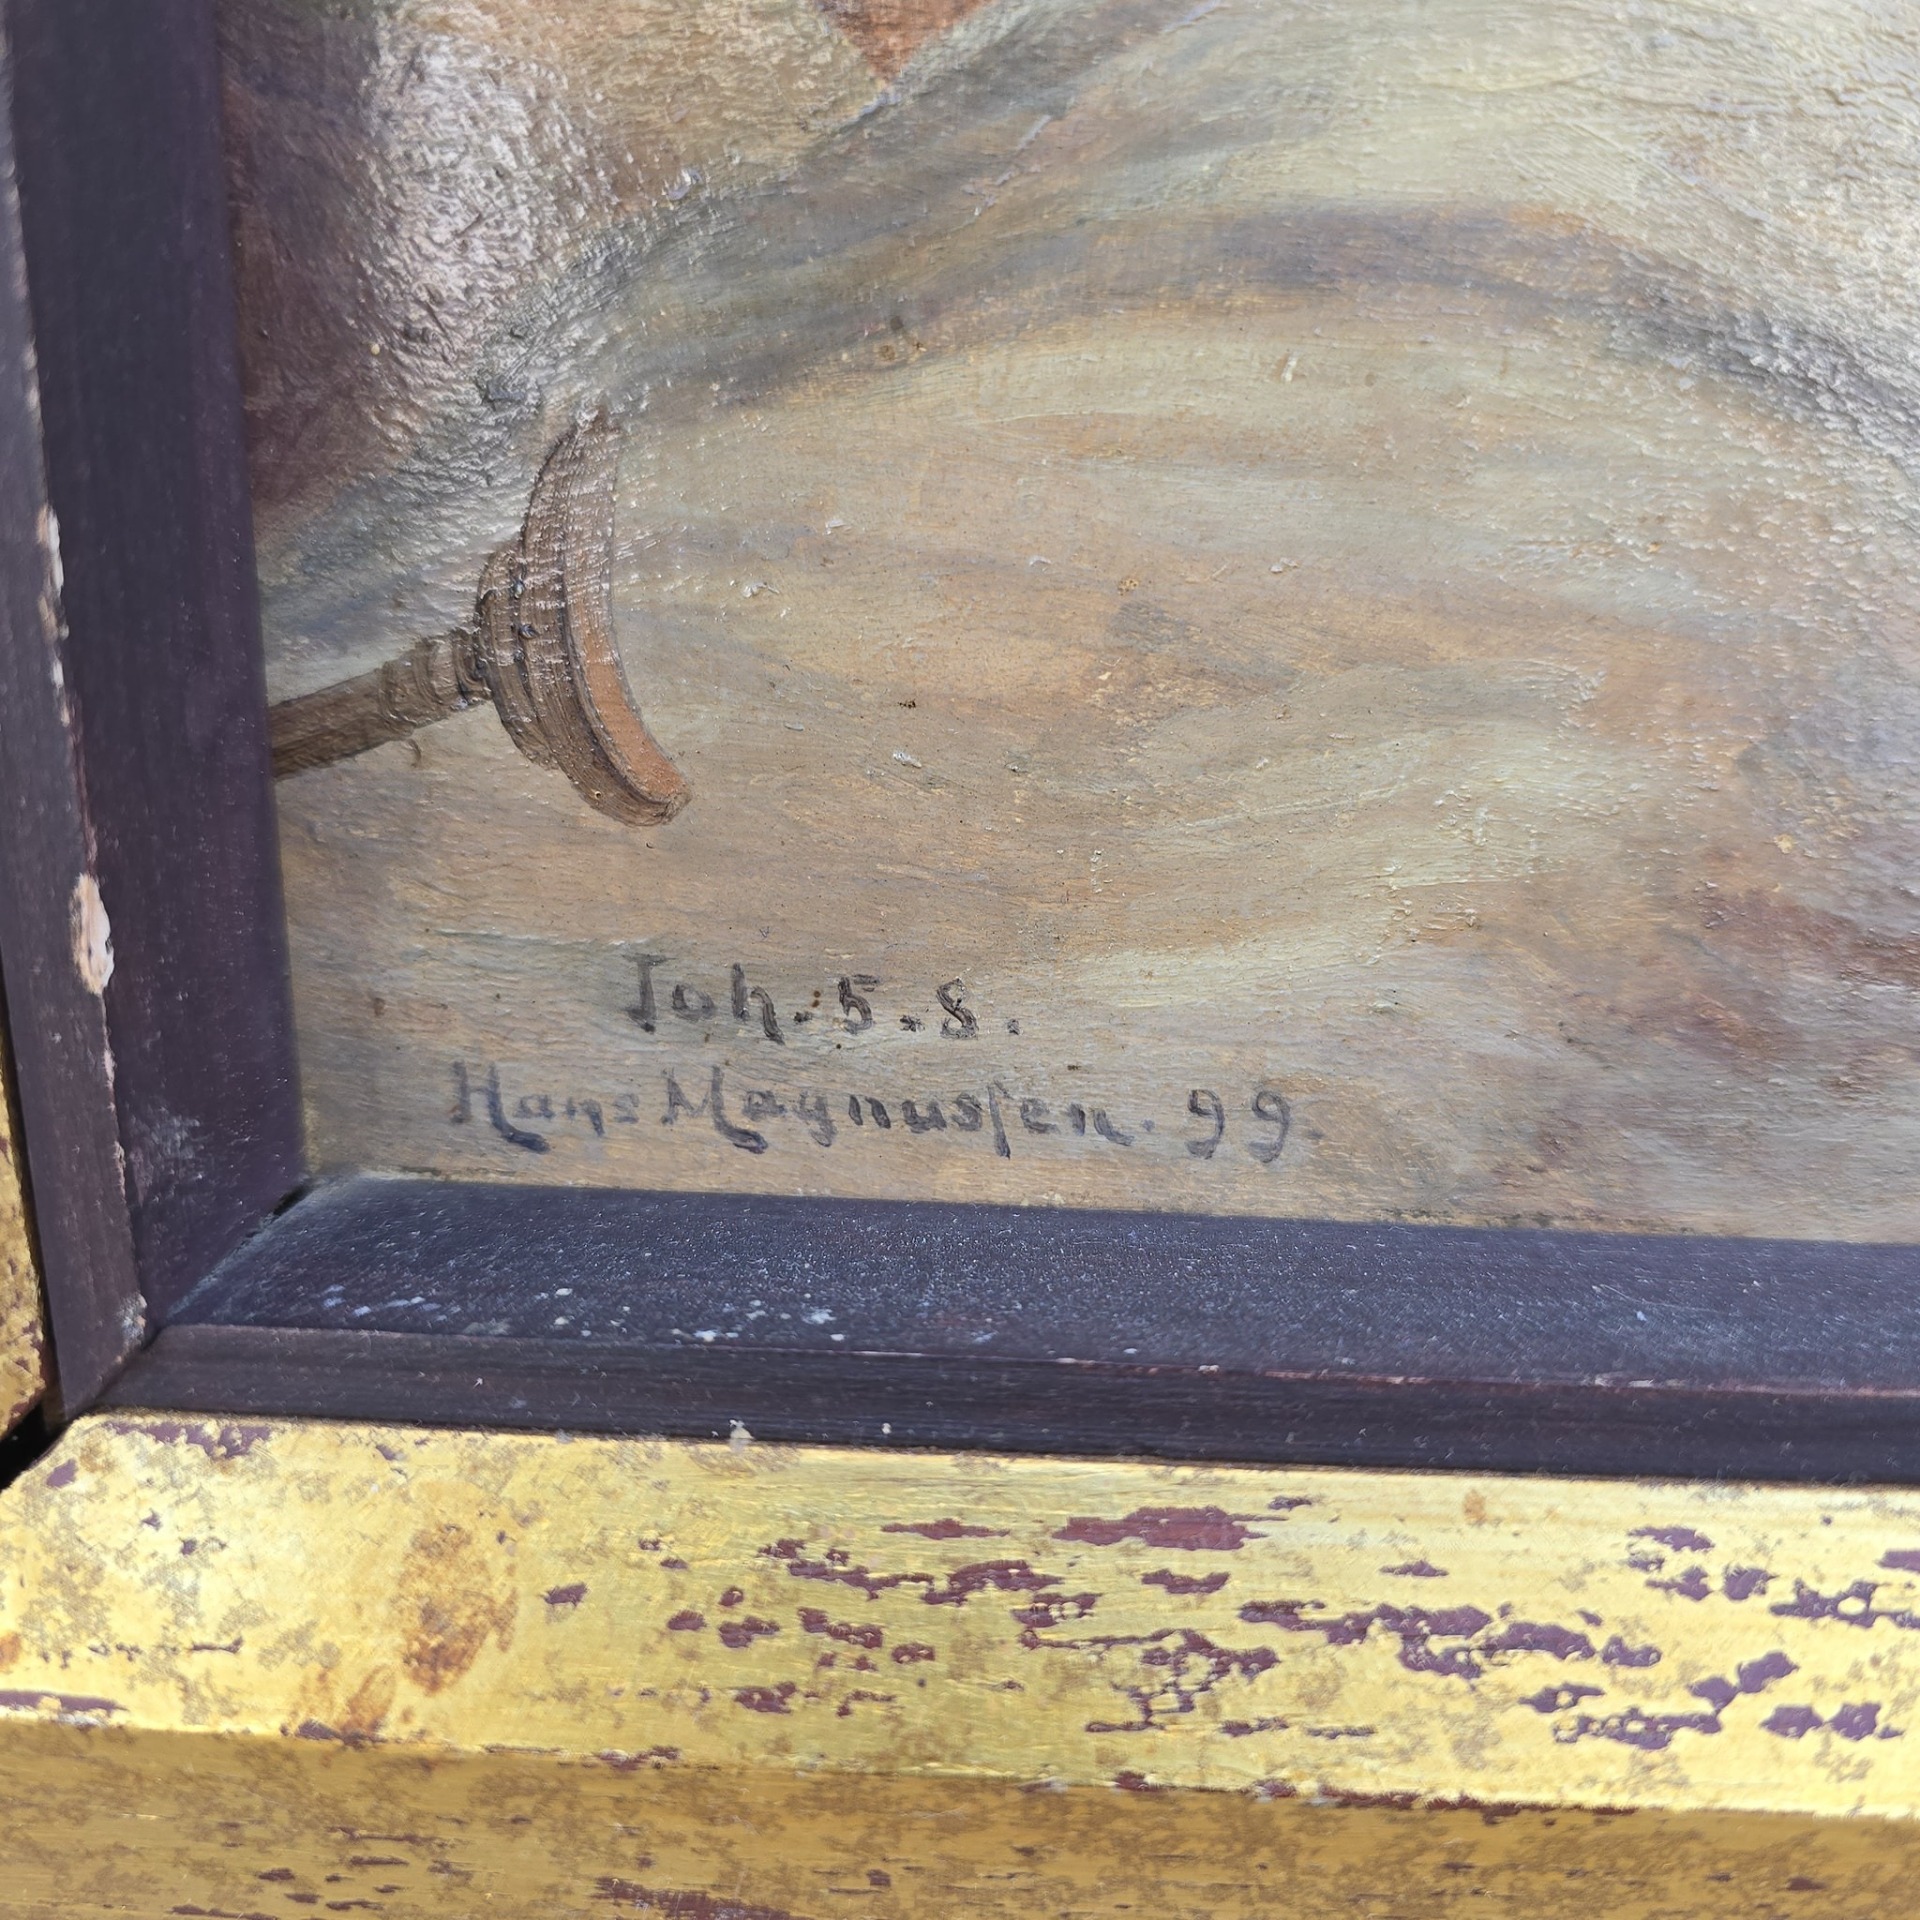 Joh. 5. 8.
Hans Magnusſen. 99.